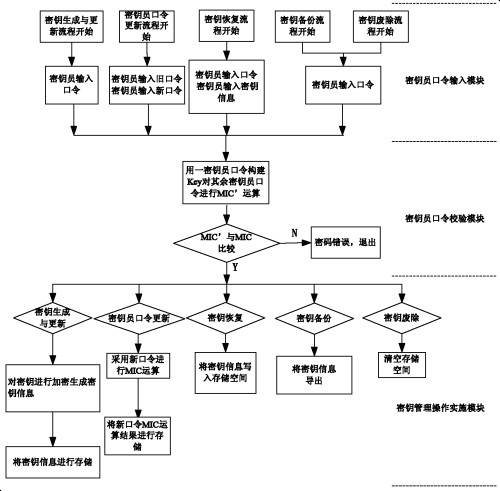 密钥生成与更
新流程开始
密钥员口令
更新流程开
始
密钥恢复流
程开始
密钥备份流
程开始
密钥废除流
程开始
密钥员输入
口令
密钥员输入旧口令
密钥员输入新口令
密钥员输入口令
密钥员输入密钥
信息
密钥员输入口令
密钥员口令输入模块
用一密钥员口令构建
Key对其余密钥员口
令进行MIC’运算
密钥员口令校验模块
MIC’与MIC
比较
N
密码错误，退出
Y
密钥生成
与更新
密钥员口令更新
密钥恢复
密钥备份
密钥废除
采用新口令进
行MIC运算
将密钥信息写
入存储空间
将密钥信息
导出
清空存储
空间
对密钥进行加密生成密
钥信息
将新口令MIC运
算结果进行存
储
密钥管理操作实施模块
将密钥信息进行存储